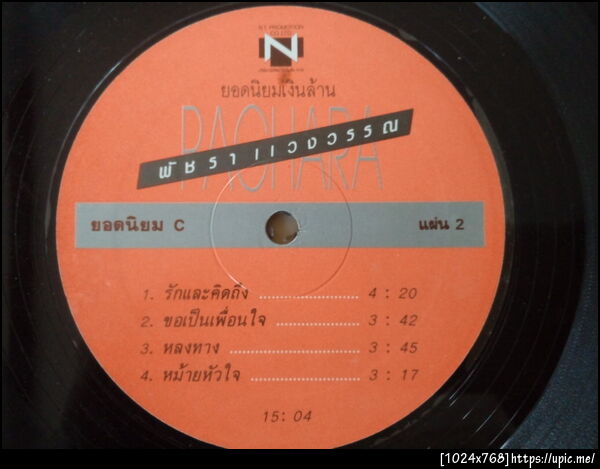 N.T. PROMOTION
CO.LTD.
N
ยอดนิยมเงินล้าน
PACHARA
พัชรา แวงวรรณ
ยอดนิยม C
แผ่น 2
1. รักและคิดถึง ........................ 4 : 20
2. ขอเป็นเพื่อนใจ ..................... 3 : 42
3. หลงทาง ................................ 3 : 45
4. หม้ายหัวใจ ........................... 3 : 17
15: 04
[1024x768]https://upic.me/